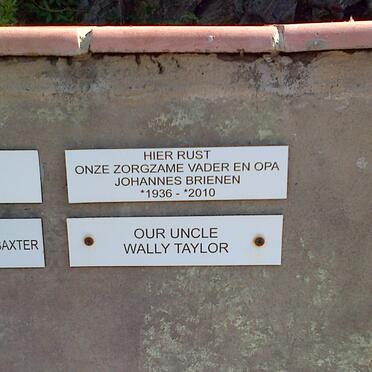 HIER RUST
ONZE ZORGZAME VADER EN OPA
JOHANNES BRIENEN
*1936 - *2010
BAXTER
OUR UNCLE
WALLY TAYLOR